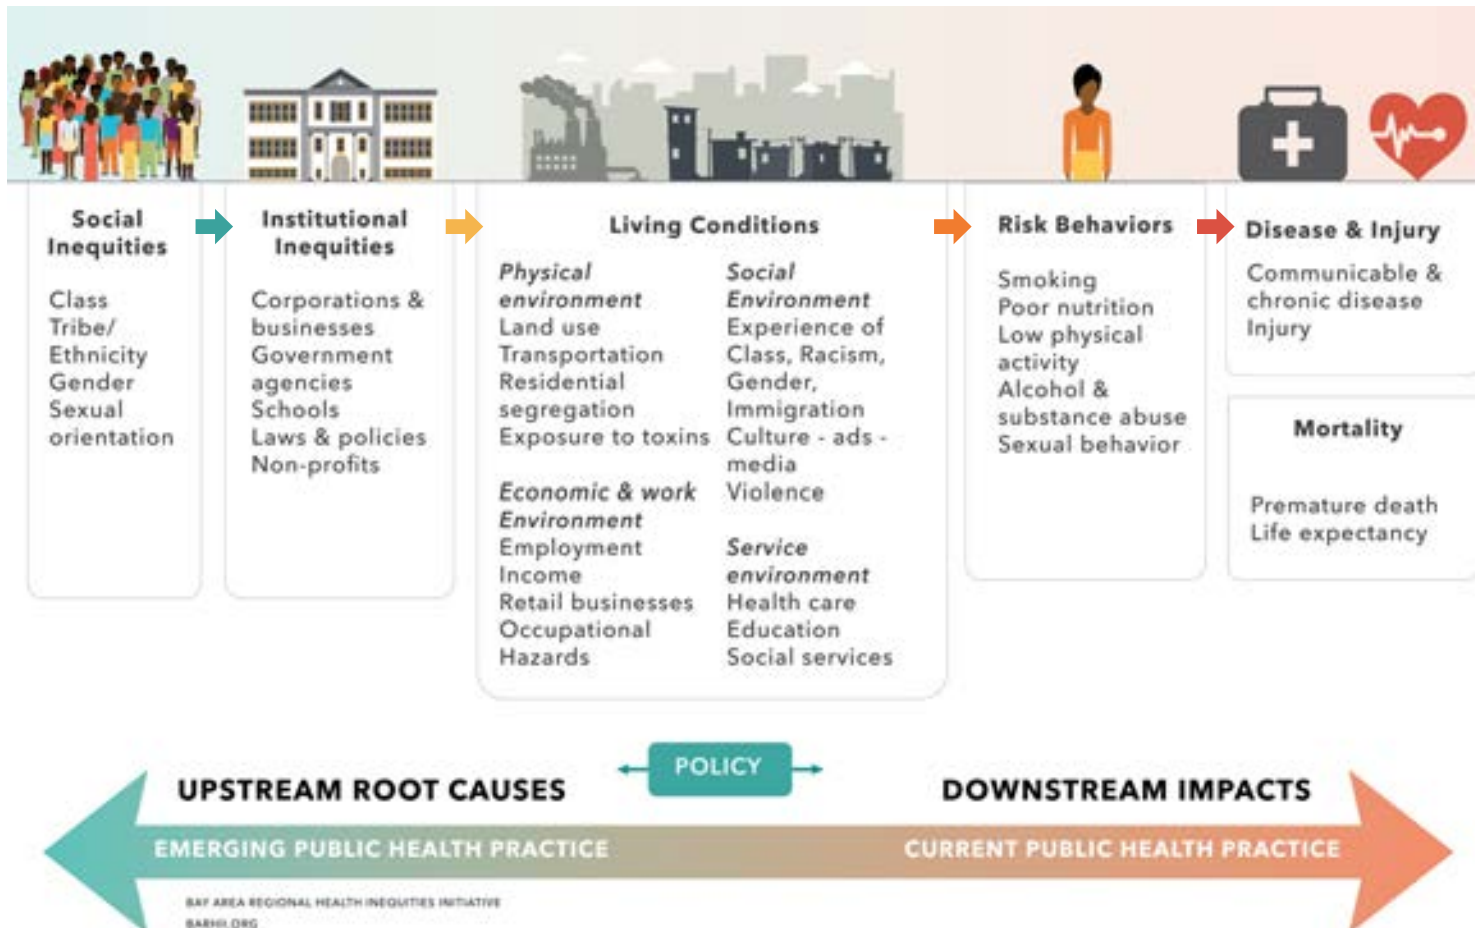 Social
Inequities
Class
Tribe/
Ethnicity
Gender
Sexual
orientation
Institutional
Inequities
Corporations &
businesses
Government
agencies
Schools
Laws & policies
Non-profits
Living Conditions
Physical
environment
Land use
Transportation
Residential
segregation
Exposure to toxins
Economic & work
Environment
Employment
Income
Retail businesses
Occupational
Hazards
Social
Environment
Experience of
Class, Racism,
Gender,
Immigration
Culture - ads -
media
Violence
Service
environment
Health care
Education
Social services
Risk Behaviors
Smoking
Poor nutrition
Low physical
activity
Alcohol &
substance abuse
Sexual behavior
Disease & Injury
Communicable &
chronic disease
Injury
Mortality
Premature death
Life expectancy
POLICY
UPSTREAM ROOT CAUSES
DOWNSTREAM IMPACTS
EMERGING PUBLIC HEALTH PRACTICE
CURRENT PUBLIC HEALTH PRACTICE
BAY AREA REGIONAL HEALTH INEQUITIES INITIATIVE
BARHII.ORG